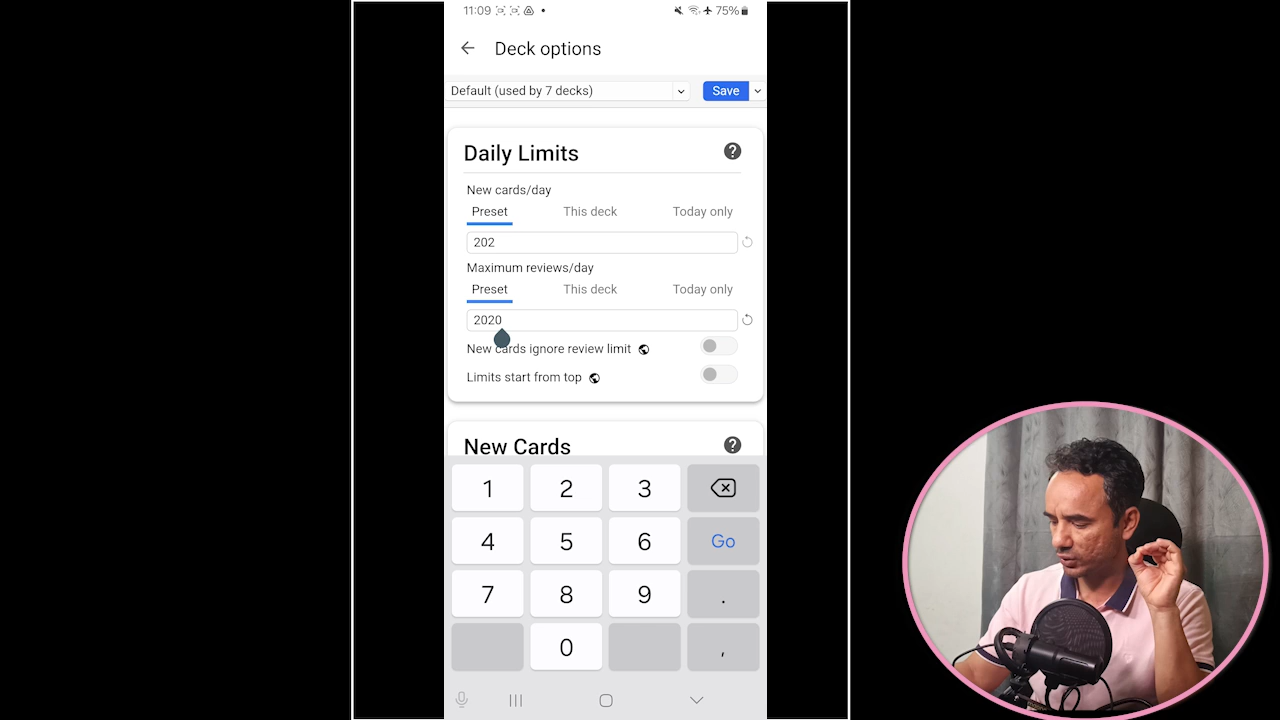 11:09 75%
Deck options
Default (used by 7 decks) Save
Daily Limits
New cards/day
Preset This deck Today only
202
Maximum reviews/day
Preset This deck Today only
2020
New cards ignore review limit
Limits start from top
New Cards
1 2 3
4 5 6 Go
7 8 9 .
0 ,